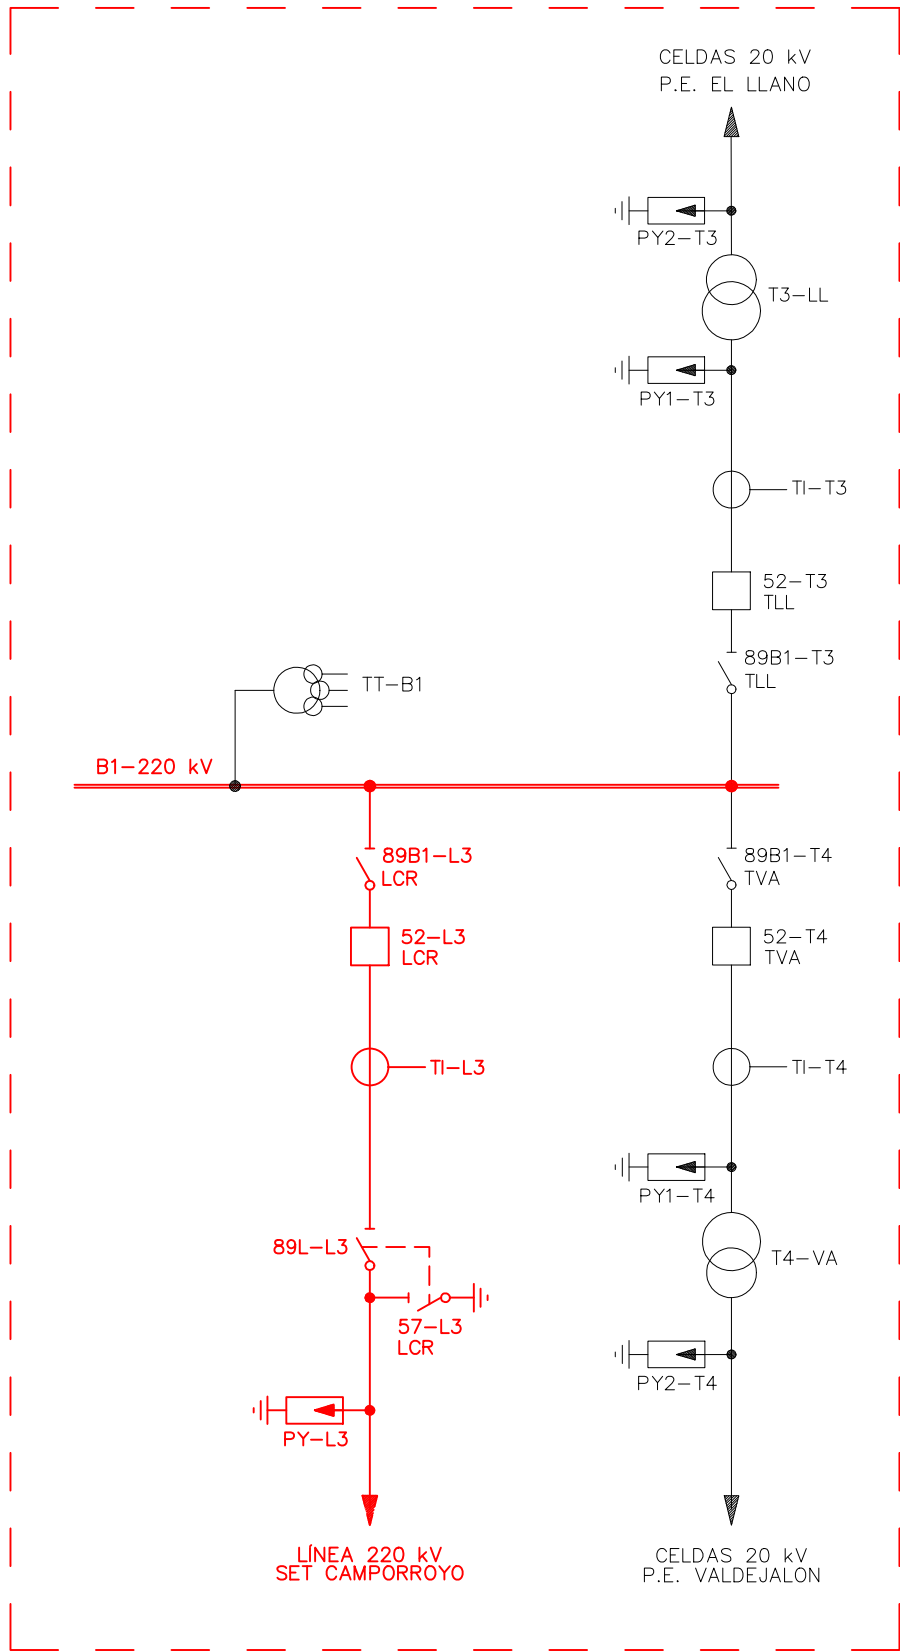 CELDAS 20 kV
P.E. EL LLANO
PY2-T3
T3-LL
PY1-T3
TI-T3
52-T3
TLL
89B1-T3
TLL
TT-B1
B1-220 kV
89B1-L3
LCR
89B1-T4
TVA
52-L3
LCR
52-T4
TVA
TI-L3
TI-T4
PY1-T4
89L-L3
T4-VA
57-L3
LCR
PY2-T4
PY-L3
LÍNEA 220 kV
SET CAMPORROYO
CELDAS 20 kV
P.E. VALDEJALON